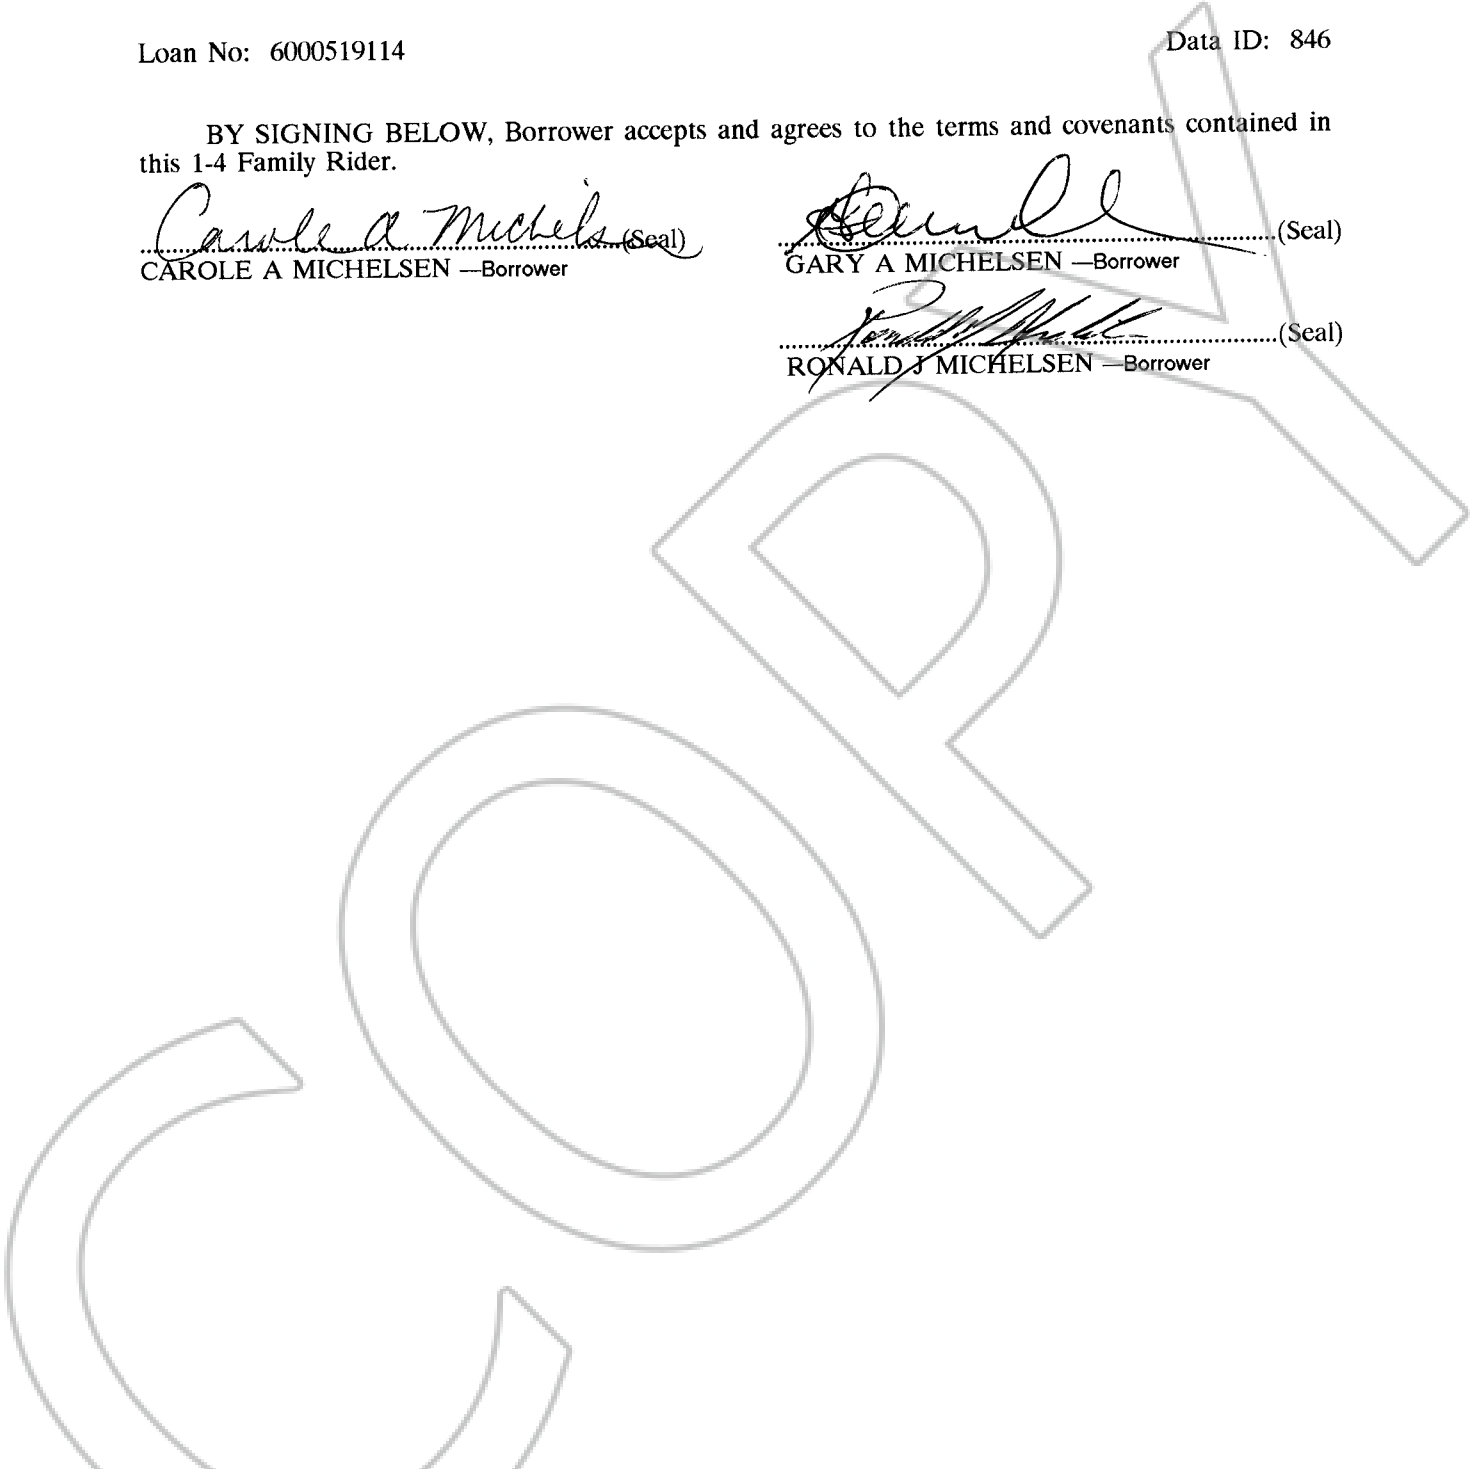 Loan No: 6000519114 Data ID: 846
BY SIGNING BELOW, Borrower accepts and agrees to the terms and covenants contained in
this 1-4 Family Rider.
Carole A Michelsen (Seal) (Seal)
CAROLE A MICHELSEN —Borrower GARY A MICHELSEN —Borrower
(Seal)
RONALD J MICHELSEN —Borrower
COPY